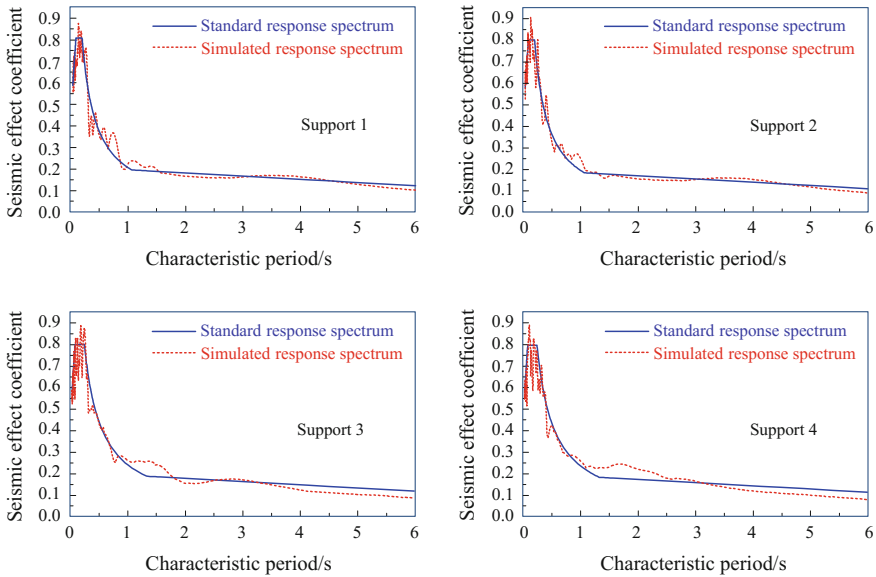 Seismic effect coefficient
0.9
0.8
0.7
0.6
0.5
0.4
0.3
0.2
0.1
0.0
Standard response spectrum
Simulated response spectrum
Support 1
0 1 2 3 4 5 6
Characteristic period/s
Seismic effect coefficient
0.9
0.8
0.7
0.6
0.5
0.4
0.3
0.2
0.1
0.0
Standard response spectrum
Simulated response spectrum
Support 2
0 1 2 3 4 5 6
Characteristic period/s
Seismic effect coefficient
0.9
0.8
0.7
0.6
0.5
0.4
0.3
0.2
0.1
0.0
Standard response spectrum
Simulated response spectrum
Support 3
0 1 2 3 4 5 6
Characteristic period/s
Seismic effect coefficient
0.9
0.8
0.7
0.6
0.5
0.4
0.3
0.2
0.1
0.0
Standard response spectrum
Simulated response spectrum
Support 4
0 1 2 3 4 5 6
Characteristic period/s